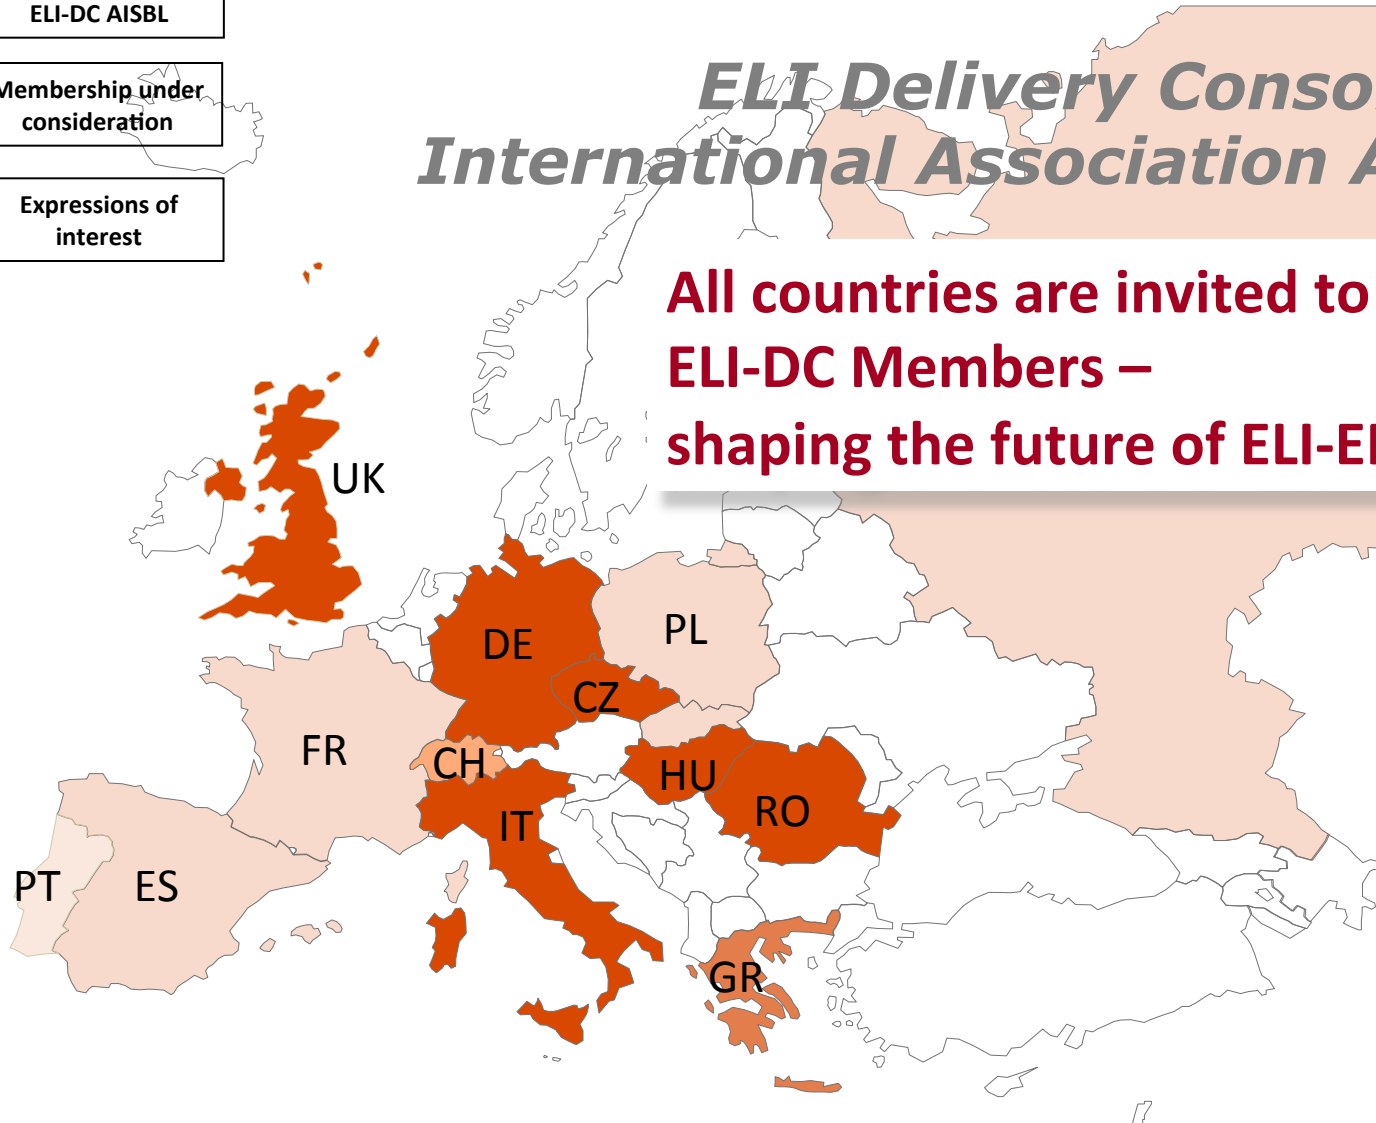 ELI-DC AISBL
Membership under
consideration
Expressions of
interest
ELI Delivery Conso
International Association A
All countries are invited to
ELI-DC Members –
shaping the future of ELI-E
UK
DE
PL
CZ
FR
CH
HU
IT
RO
PT
ES
GR